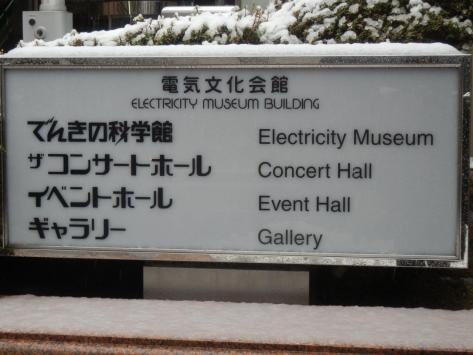 電気文化会館
ELECTRICITY MUSEUM BUILDING
でんきの科学館 Electricity Museum
ザ コンサートホール Concert Hall
イベントホール Event Hall
ギャラリー Gallery